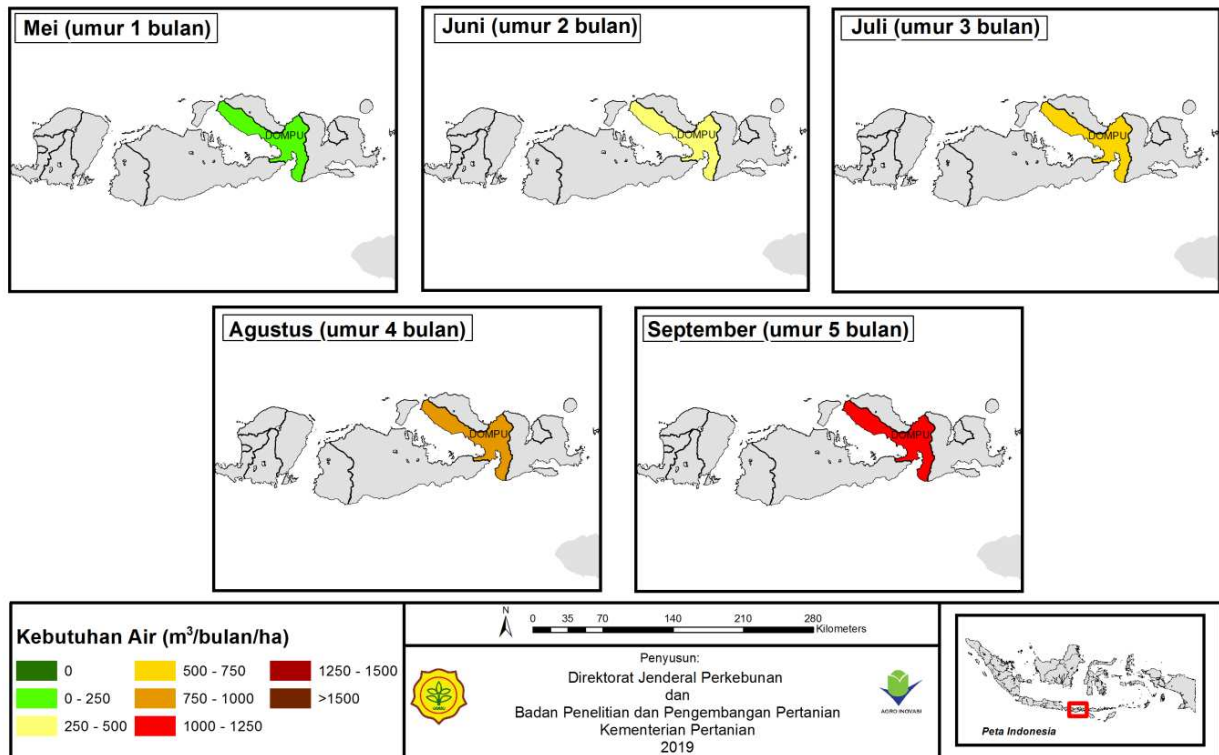 Mei (umur 1 bulan)
DOMPU
Juni (umur 2 bulan)
DOMPU
Juli (umur 3 bulan)
DOMPU
Agustus (umur 4 bulan)
DOMPU
September (umur 5 bulan)
DOMPU
Kebutuhan Air (m³/bulan/ha)
0
0 - 250
250 - 500
500 - 750
750 - 1000
1000 - 1250
1250 - 1500
>1500
N
0 35 70 140 210 280
Kilometers
Penyusun:
Direktorat Jenderal Perkebunan
dan
Badan Penelitian dan Pengembangan Pertanian
Kementerian Pertanian
2019
AGRO INOVASI
Peta Indonesia